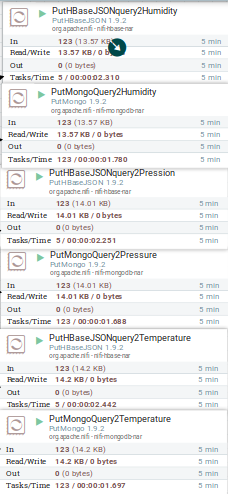 PutHBaseJSONquery2Humidity
PutHBaseJSON 1.9.2
org.apache.nifi - nifi-hbase-nar
In 123 (13.57 KB) 5 min
Read/Write 13.57 KB / 0 bytes 5 min
Out 0 (0 bytes) 5 min
Tasks/Time 5 / 00:00:02.310 5 min
PutMongoQuery2Humidity
PutMongo 1.9.2
org.apache.nifi - nifi-mongodb-nar
In 123 (13.57 KB) 5 min
Read/Write 13.57 KB / 0 bytes 5 min
Out 0 (0 bytes) 5 min
Tasks/Time 123 / 00:00:01.780 5 min
PutHBaseJSONQuery2Pression
PutHBaseJSON 1.9.2
org.apache.nifi - nifi-hbase-nar
In 123 (14.01 KB) 5 min
Read/Write 14.01 KB / 0 bytes 5 min
Out 0 (0 bytes) 5 min
Tasks/Time 5 / 00:00:02.251 5 min
PutMongoQuery2Pressure
PutMongo 1.9.2
org.apache.nifi - nifi-mongodb-nar
In 123 (14.01 KB) 5 min
Read/Write 14.01 KB / 0 bytes 5 min
Out 0 (0 bytes) 5 min
Tasks/Time 123 / 00:00:01.688 5 min
PutHBaseJSONQuery2Temperature
PutHBaseJSON 1.9.2
org.apache.nifi - nifi-hbase-nar
In 123 (14.2 KB) 5 min
Read/Write 14.2 KB / 0 bytes 5 min
Out 0 (0 bytes) 5 min
Tasks/Time 5 / 00:00:02.442 5 min
PutMongoQuery2Temperature
PutMongo 1.9.2
org.apache.nifi - nifi-mongodb-nar
In 123 (14.2 KB) 5 min
Read/Write 14.2 KB / 0 bytes 5 min
Out 0 (0 bytes) 5 min
Tasks/Time 123 / 00:00:01.697 5 min